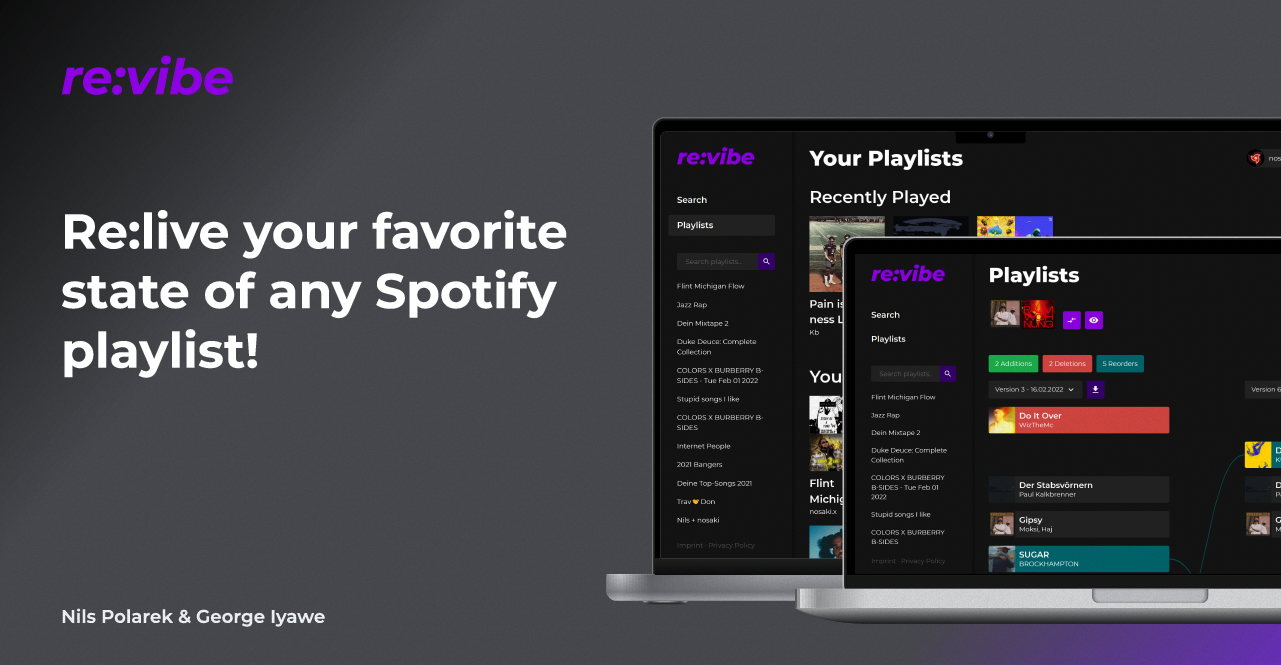 re:vibe
Re:live your favorite
state of any Spotify
playlist!
Nils Polarek & George Iyawe
re:vibe
Search
Playlists
Search playlists...
Flint Michigan Flow
Jazz Rap
Dein Mixtape 2
Duke Deuce: Complete
Collection
COLORS X BURBERRY B-
SIDES - Tue Feb 01 2022
Stupid songs I like
COLORS X BURBERRY B-
SIDES
Internet People
2021 Bangers
Deine Top-Songs 2021
Trav 🧡 Don
Nils + nosaki
Imprint · Privacy Policy
Your Playlists
nos
Recently Played
Pain is
ness L
Kb
You
Flint
Michig
nosaki.x
re:vibe
Search
Playlists
Search playlists...
Flint Michigan Flow
Jazz Rap
Dein Mixtape 2
Duke Deuce: Complete
Collection
COLORS X BURBERRY
B-SIDES - Tue Feb 01
2022
Stupid songs I like
COLORS X BURBERRY
B-SIDES
Imprint · Privacy Policy
Playlists
2 Additions
2 Deletions
5 Reorders
Version 3 - 16.02.2022
Version 6
Do It Over
WizTheMc
Der Stabsvörnern
Paul Kalkbrenner
Gipsy
Moksi, Haj
SUGAR
BROCKHAMPTON